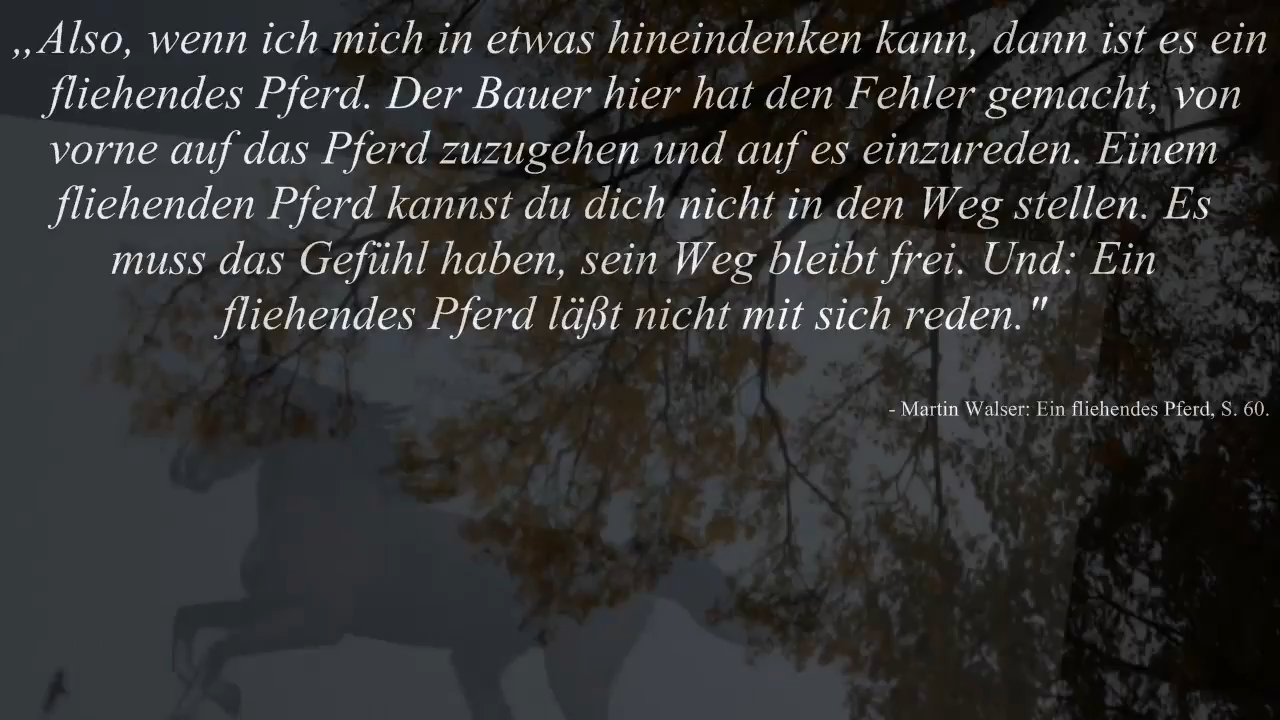 „Also, wenn ich mich in etwas hineindenken kann, dann ist es ein
fliehendes Pferd. Der Bauer hier hat den Fehler gemacht, von
vorne auf das Pferd zuzugehen und auf es einzureden. Einem
fliehenden Pferd kannst du dich nicht in den Weg stellen. Es
muss das Gefühl haben, sein Weg bleibt frei. Und: Ein
fliehendes Pferd läßt nicht mit sich reden."
- Martin Walser: Ein fliehendes Pferd, S. 60.